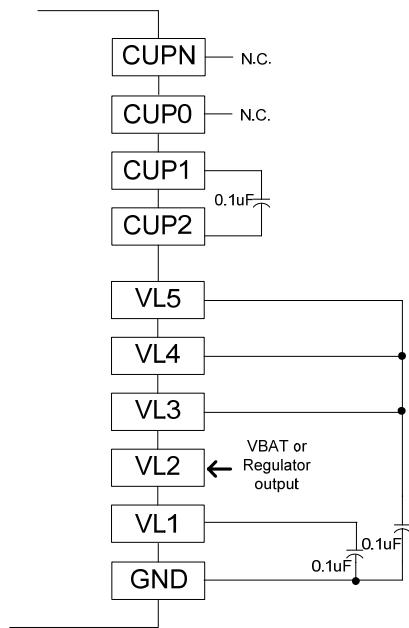 CUPN
N.C.
CUP0
N.C.
CUP1
0.1uF
CUP2
VL5
VL4
VL3
VL2
VBAT or
Regulator
output
VL1
0.1uF
0.1uF
GND